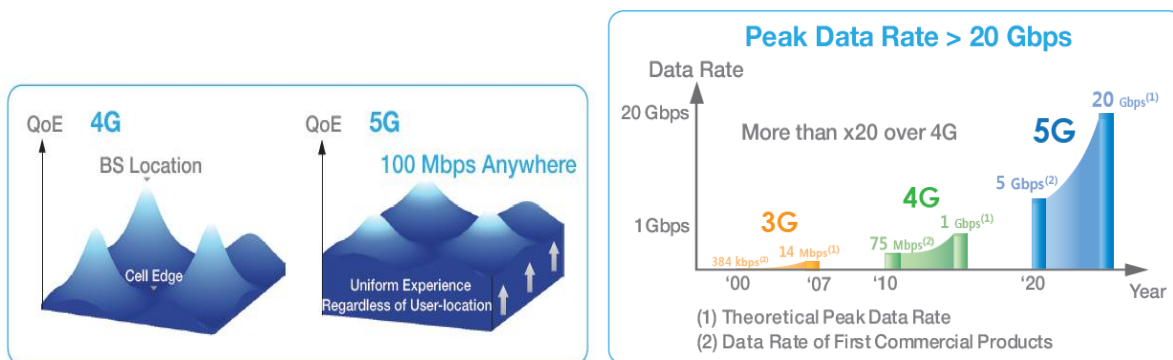 QoE 4G
BS Location
Cell Edge
QoE 5G
100 Mbps Anywhere
Uniform Experience
Regardless of User-location
Peak Data Rate > 20 Gbps
Data Rate
20 Gbps
1Gbps
More than x20 over 4G
3G
384 kbps(2)
14 Mbps(1)
4G
75 Mbps(2)
1 Gbps(1)
5G
5 Gbps(2)
20 Gbps(1)
‘00 ‘07 ‘10 ‘20
Year
(1) Theoretical Peak Data Rate
(2) Data Rate of First Commercial Products